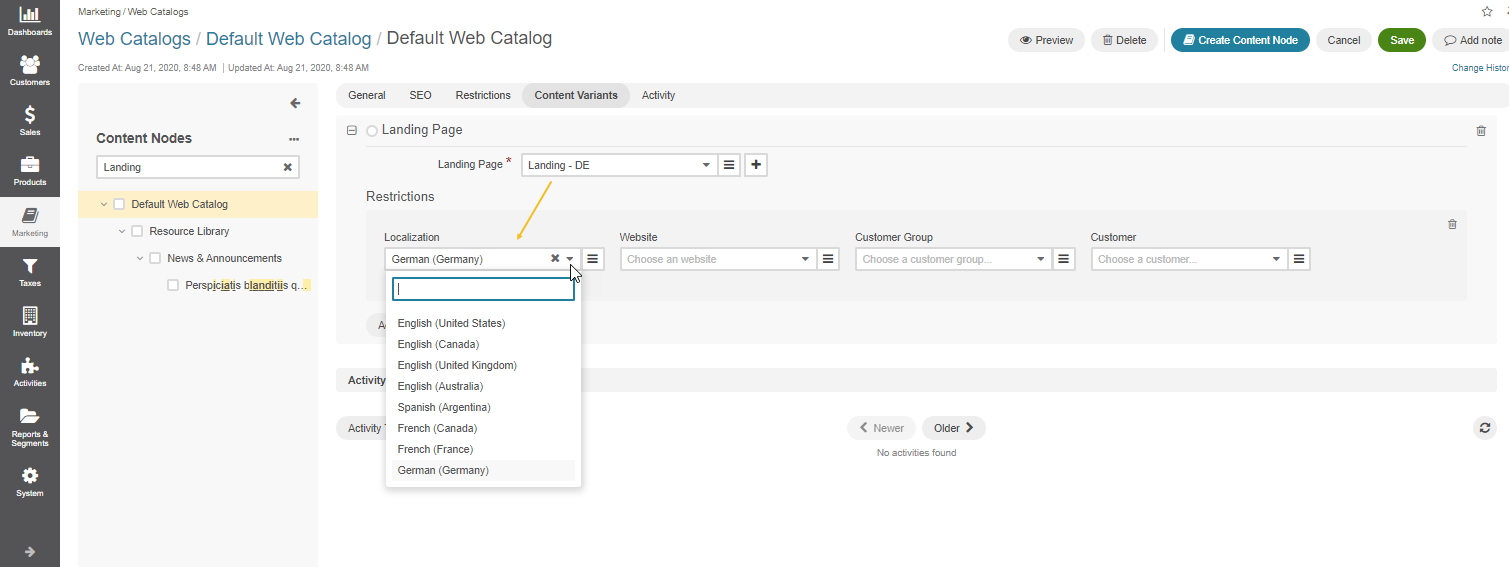 Dashboards
Customers
Sales
Products
Marketing
Taxes
Inventory
Activities
Reports &
Segments
System
Marketing / Web Catalogs
Web Catalogs / Default Web Catalog / Default Web Catalog
Preview
Delete
Create Content Node
Cancel
Save
Add note
Created At: Aug 21, 2020, 8:48 AM | Updated At: Aug 21, 2020, 8:48 AM
Change Histor
Content Nodes
Landing
Default Web Catalog
Resource Library
News & Announcements
Perspiciatis blanditiis q...
General
SEO
Restrictions
Content Variants
Activity
Landing Page
Landing Page *
Landing - DE
Restrictions
Localization
Website
Customer Group
Customer
German (Germany)
Choose an website
Choose a customer group...
Choose a customer...
English (United States)
English (Canada)
English (United Kingdom)
English (Australia)
Spanish (Argentina)
French (Canada)
French (France)
German (Germany)
Activity
Activity
Newer
Older
No activities found